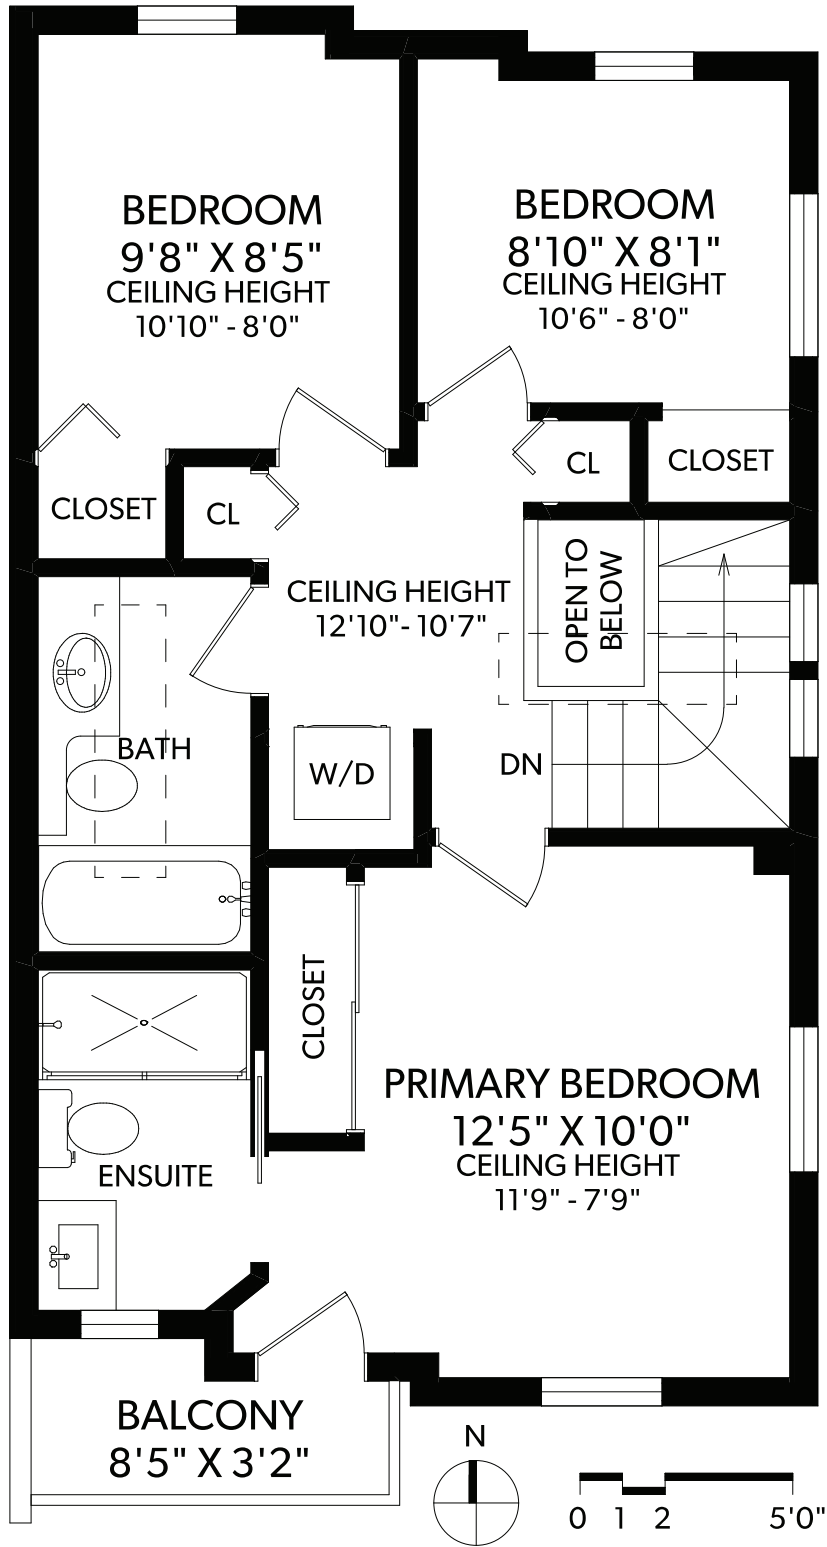 BEDROOM
9'8" X 8'5"
CEILING HEIGHT
10'10" - 8'0"
BEDROOM
8'10" X 8'1"
CEILING HEIGHT
10'6" - 8'0"
CLOSET
CL
CL
CLOSET
CEILING HEIGHT
12'10"- 10'7"
OPEN TO
BELOW
BATH
W/D
DN
CLOSET
PRIMARY BEDROOM
12'5" X 10'0"
CEILING HEIGHT
11'9" - 7'9"
ENSUITE
BALCONY
8'5" X 3'2"
N
0 1 2 5'0"